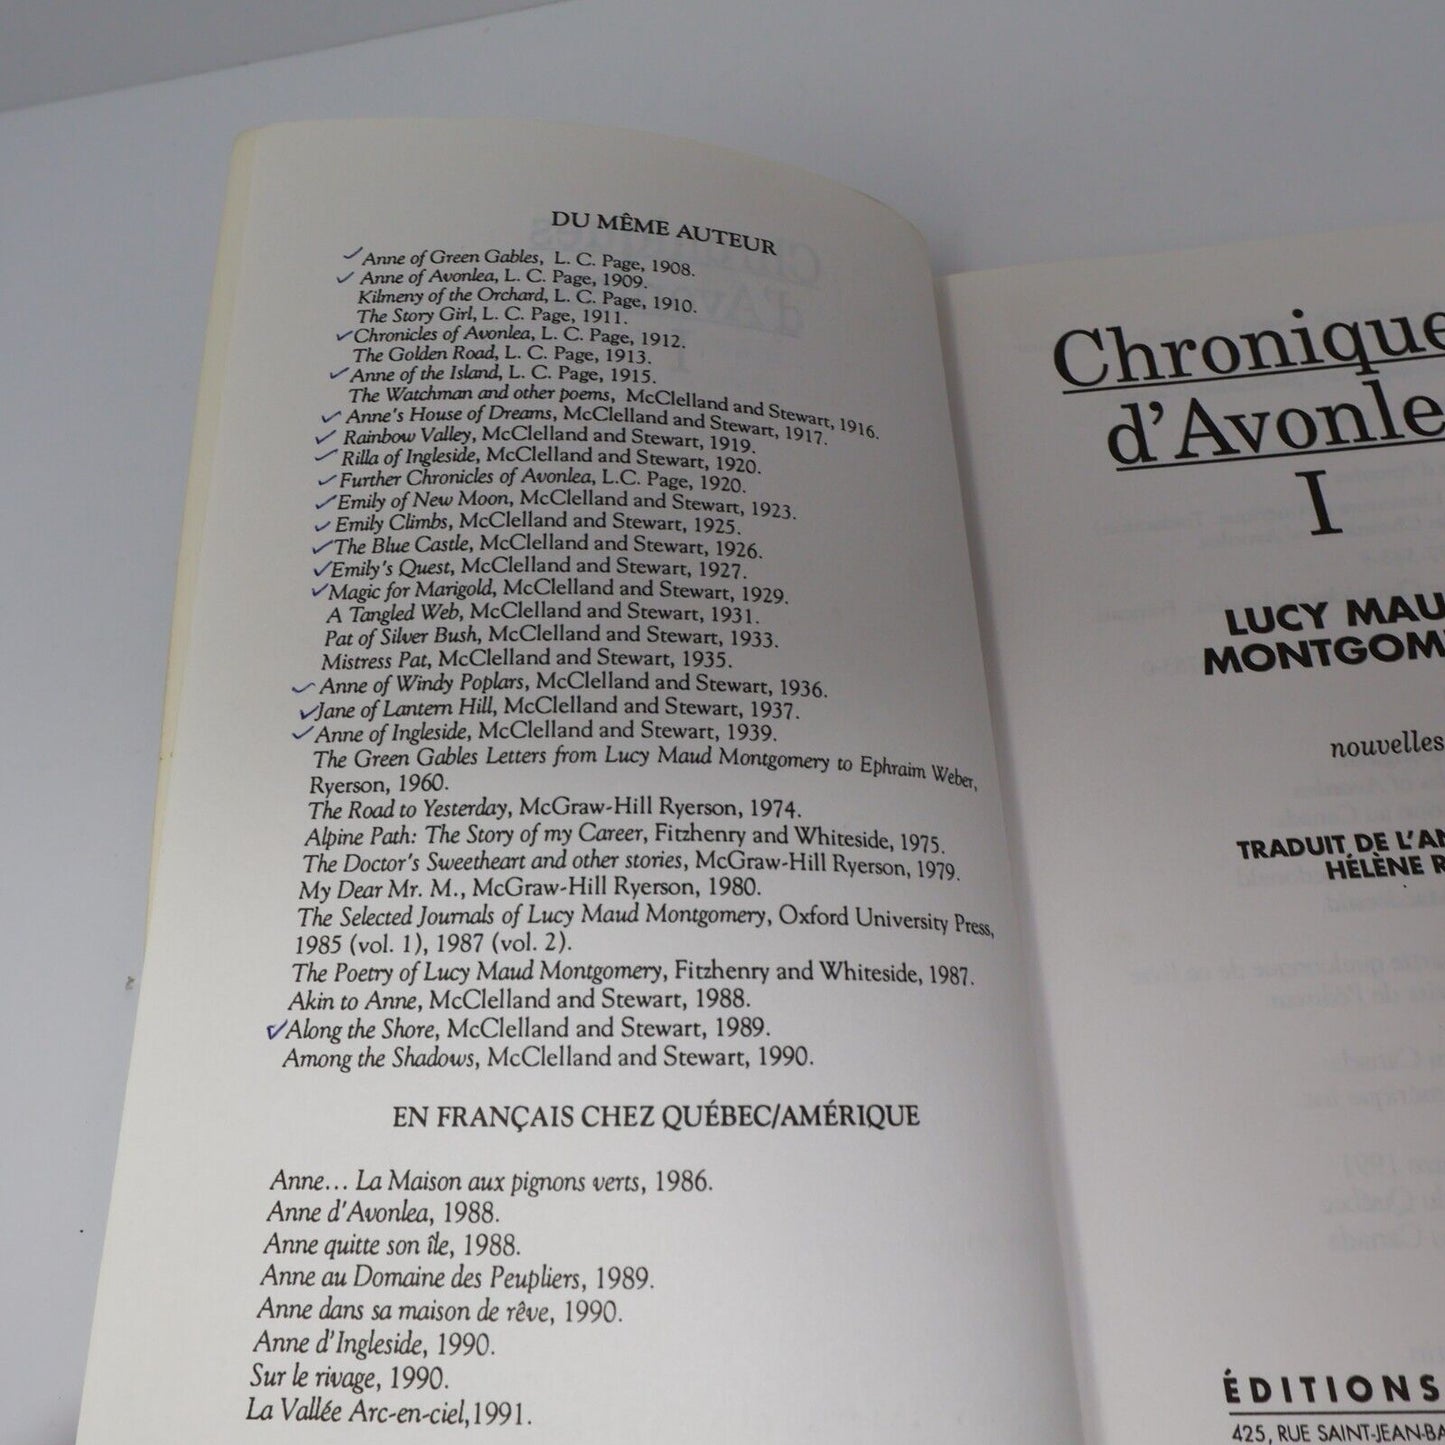 DU MÊME AUTEUR
Anne of Green Gables, L. C. Page, 1908.
Anne of Avonlea, L. C. Page, 1909.
Kilmeny of the Orchard, L. C. Page, 1910.
The Story Girl, L. C. Page, 1911.
Chronicles of Avonlea, L. C. Page, 1912.
The Golden Road, L. C. Page, 1913.
Anne of the Island, L. C. Page, 1915.
The Watchman and other poems, McClelland and Stewart, 1916.
Anne's House of Dreams, McClelland and Stewart, 1917.
Rainbow Valley, McClelland and Stewart, 1919.
Rilla of Ingleside, McClelland and Stewart, 1920.
Further Chronicles of Avonlea, L.C. Page, 1920.
Emily of New Moon, McClelland and Stewart, 1923.
Emily Climbs, McClelland and Stewart, 1925.
The Blue Castle, McClelland and Stewart, 1926.
Emily's Quest, McClelland and Stewart, 1927.
Magic for Marigold, McClelland and Stewart, 1929.
A Tangled Web, McClelland and Stewart, 1931.
Pat of Silver Bush, McClelland and Stewart, 1933.
Mistress Pat, McClelland and Stewart, 1935.
Anne of Windy Poplars, McClelland and Stewart, 1936.
Jane of Lantern Hill, McClelland and Stewart, 1937.
Anne of Ingleside, McClelland and Stewart, 1939.
The Green Gables Letters from Lucy Maud Montgomery to Ephraim Weber,
Ryerson, 1960.
The Road to Yesterday, McGraw-Hill Ryerson, 1974.
Alpine Path: The Story of my Career, Fitzhenry and Whiteside, 1975.
The Doctor's Sweetheart and other stories, McGraw-Hill Ryerson, 1979.
My Dear Mr. M., McGraw-Hill Ryerson, 1980.
The Selected Journals of Lucy Maud Montgomery, Oxford University Press,
1985 (vol. 1), 1987 (vol. 2).
The Poetry of Lucy Maud Montgomery, Fitzhenry and Whiteside, 1987.
Akin to Anne, McClelland and Stewart, 1988.
Along the Shore, McClelland and Stewart, 1989.
Among the Shadows, McClelland and Stewart, 1990.
EN FRANÇAIS CHEZ QUÉBEC/AMÉRIQUE
Anne... La Maison aux pignons verts, 1986.
Anne d'Avonlea, 1988.
Anne quitte son île, 1988.
Anne au Domaine des Peupliers, 1989.
Anne dans sa maison de rêve, 1990.
Anne d'Ingleside, 1990.
Sur le rivage, 1990.
La Vallée Arc-en-ciel,1991.
Chronique
d'Avonle
I
LUCY MAU
MONTGOM
nouvelles
TRADUIT DE L'AN
HÉLÈNE R
ÉDITIONS
425, RUE SAINT-JEAN-BA